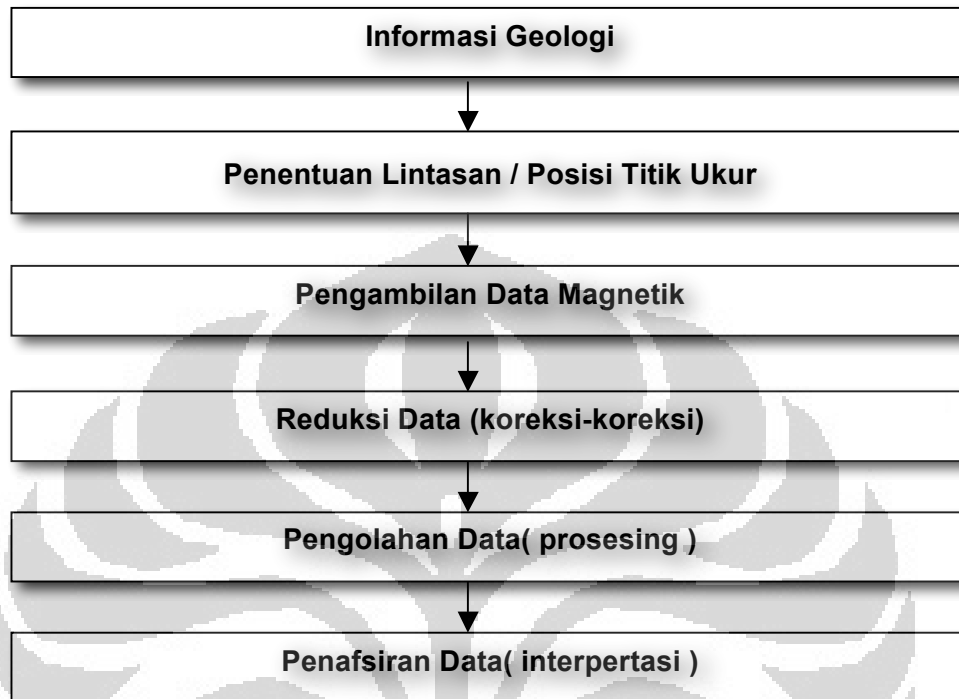 Informasi Geologi
Penentuan Lintasan / Posisi Titik Ukur
Pengambilan Data Magnetik
Reduksi Data (koreksi-koreksi)
Pengolahan Data( prosesing )
Penafsiran Data( interpertasi )